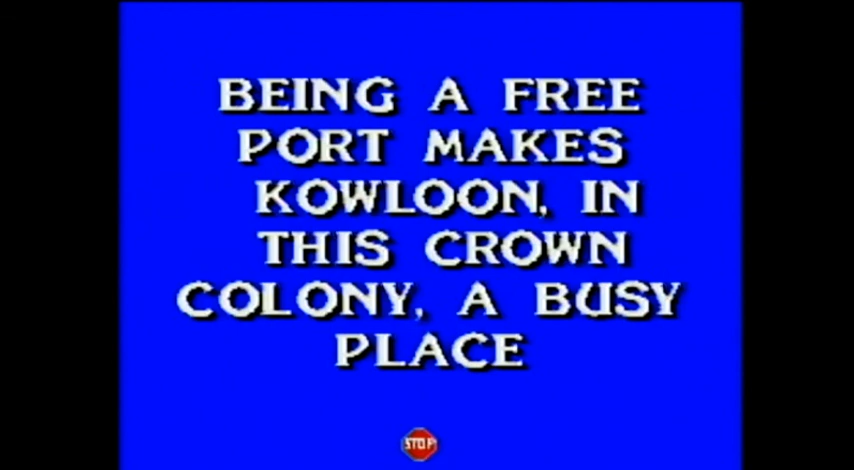 BEING A FREE
PORT MAKES
KOWLOON, IN
THIS CROWN
COLONY, A BUSY
PLACE
STOP